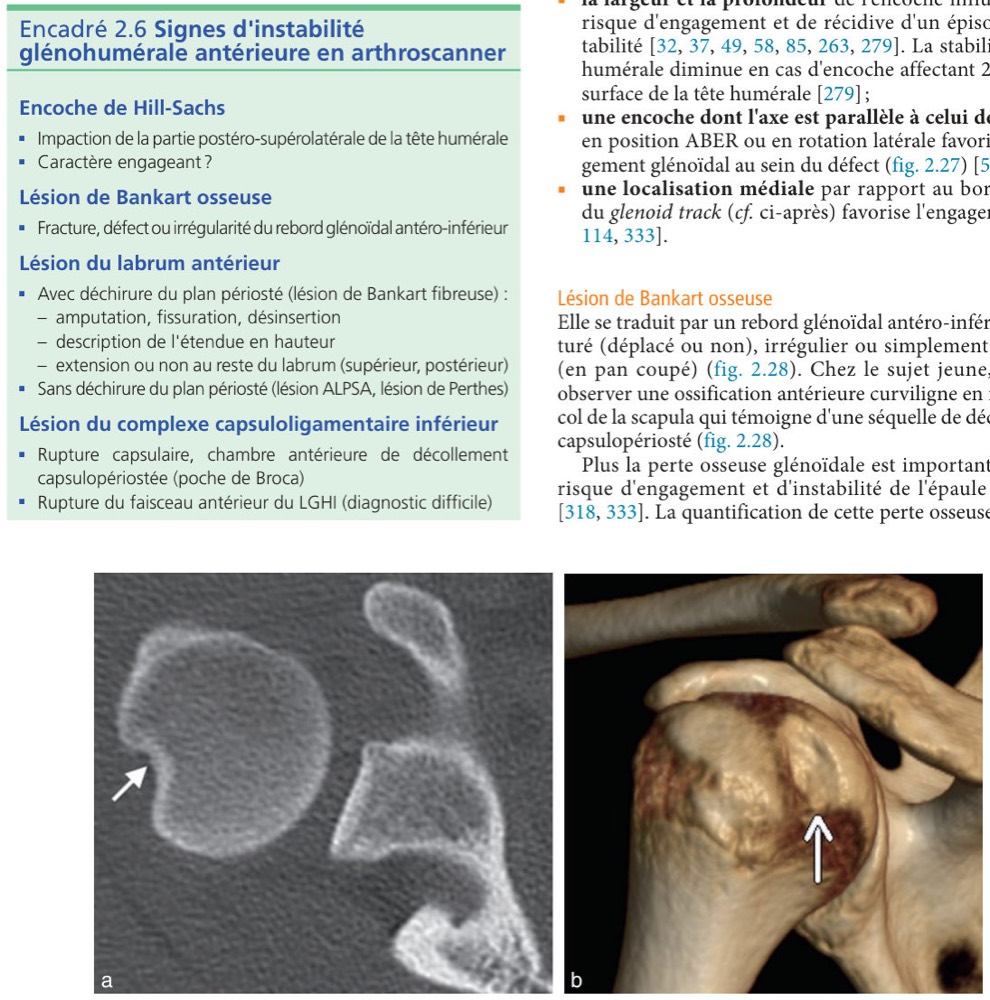 Encadré 2.6 Signes d'instabilité
glénohumérale antérieure en arthroscanner
Encoche de Hill-Sachs
▪ Impaction de la partie postéro-supérolatérale de la tête humérale
▪ Caractère engageant ?
Lésion de Bankart osseuse
▪ Fracture, défect ou irrégularité du rebord glénoïdal antéro-inférieur
Lésion du labrum antérieur
▪ Avec déchirure du plan périosté (lésion de Bankart fibreuse) :
– amputation, fissuration, désinsertion
– description de l'étendue en hauteur
– extension ou non au reste du labrum (supérieur, postérieur)
▪ Sans déchirure du plan périosté (lésion ALPSA, lésion de Perthes)
Lésion du complexe capsuloligamentaire inférieur
▪ Rupture capsulaire, chambre antérieure de décollement
capsulopériostée (poche de Broca)
▪ Rupture du faisceau antérieur du LGHI (diagnostic difficile)
▪ la largeur et la profondeur de l'encoche
risque d'engagement et de récidive d'un
tabilité [32, 37, 49, 58, 85, 263, 279]. La
humérale diminue en cas d'encoche affectant
surface de la tête humérale [279] ;
▪ une encoche dont l'axe est parallèle à celui
en position ABER ou en rotation latérale
gement glénoïdal au sein du défect (fig. 2.27)
▪ une localisation médiale par rapport au
du glenoid track (cf. ci-après) favorise
114, 333].
Lésion de Bankart osseuse
Elle se traduit par un rebord glénoïdal
turé (déplacé ou non), irrégulier ou simplement
(en pan coupé) (fig. 2.28). Chez le sujet jeune,
observer une ossification antérieure curviligne en
col de la scapula qui témoigne d'une séquelle de
capsulopériosté (fig. 2.28).
Plus la perte osseuse glénoïdale est
risque d'engagement et d'instabilité de l'épaule
[318, 333]. La quantification de cette perte osseuse
a
b